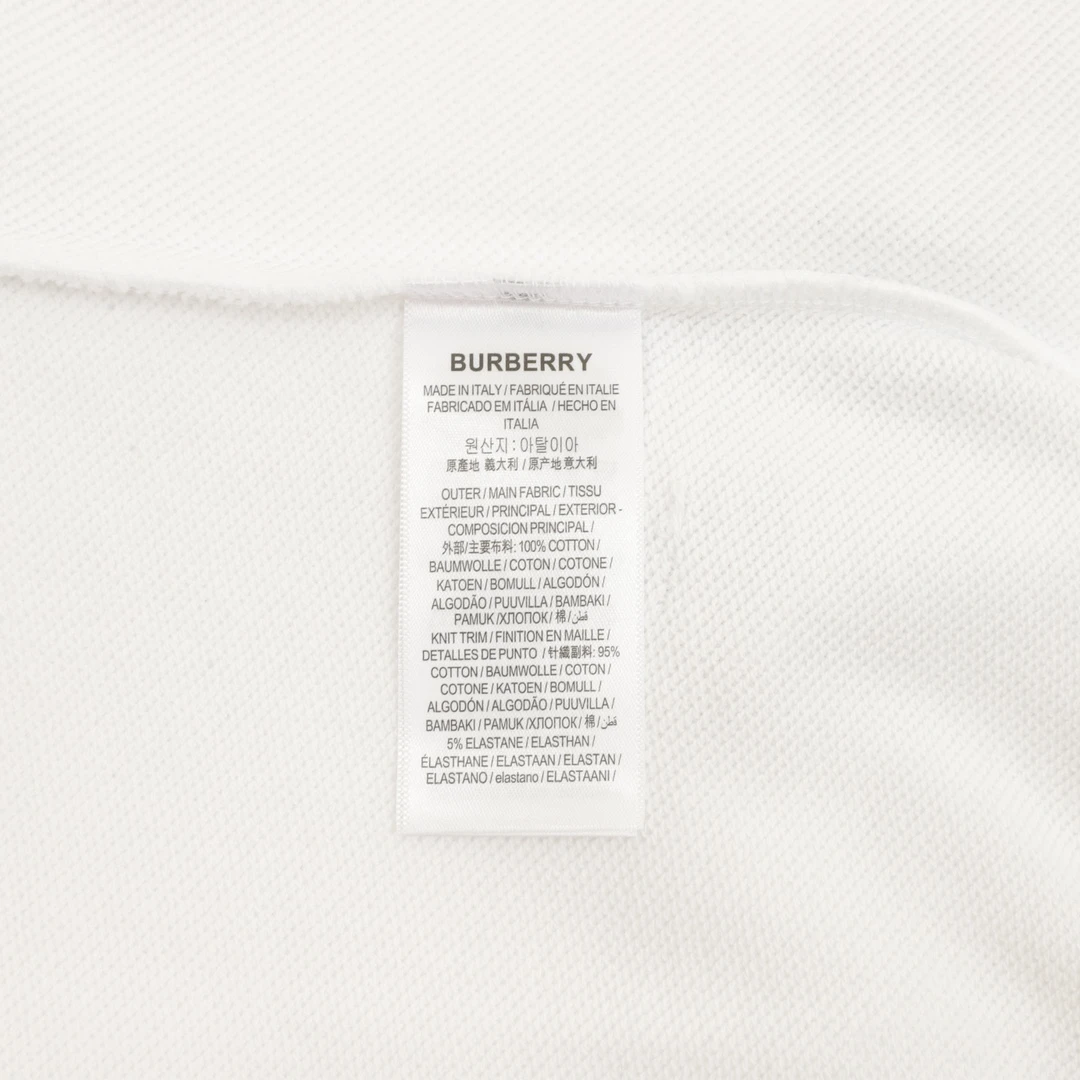 BURBERRY
MADE IN ITALY / FABRIQUÉ EN ITALIE
FABRICADO EM ITÁLIA / HECHO EN
ITALIA
원산지 : 아탈이아
原產地 義大利 / 原产地意大利
OUTER / MAIN FABRIC / TISSU
EXTÉRIEUR / PRINCIPAL / EXTERIOR -
COMPOSICION PRINCIPAL /
外部/主要布料: 100% COTTON /
BAUMWOLLE / COTON / COTONE /
KATOEN / BOMULL / ALGODÓN /
ALGODÃO / PUUVILLA / BAMBAKI /
PAMUK /ХЛОПОК / 棉 / قطن
KNIT TRIM / FINITION EN MAILLE /
DETALLES DE PUNTO / 针織副料: 95%
COTTON / BAUMWOLLE / COTON /
COTONE / KATOEN / BOMULL /
ALGODÓN / ALGODÃO / PUUVILLA /
BAMBAKI / PAMUK /ХЛОПОК / 棉 / قطن
5% ELASTANE / ELASTHAN /
ÉLASTHANE / ELASTAAN / ELASTAN /
ELASTANO / elastano / ELASTAANI /